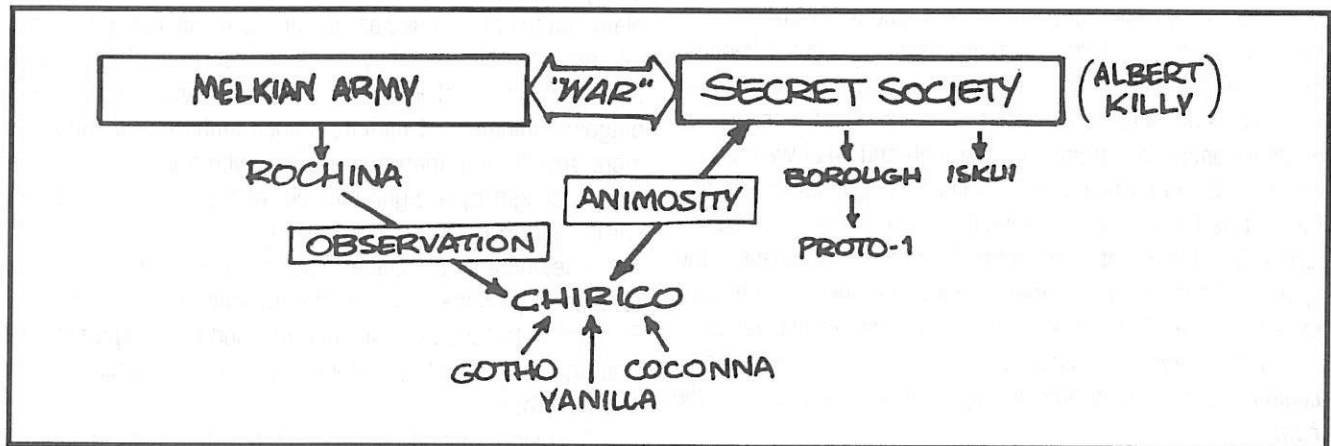 MELKIAN ARMY
"WAR"
SECRET SOCIETY
(ALBERT
KILLY)
ROCHINA
ANIMOSITY
BOROUGH
ISKUI
OBSERVATION
PROTO-1
CHIRICO
GOTHO
COCONNA
VANILLA